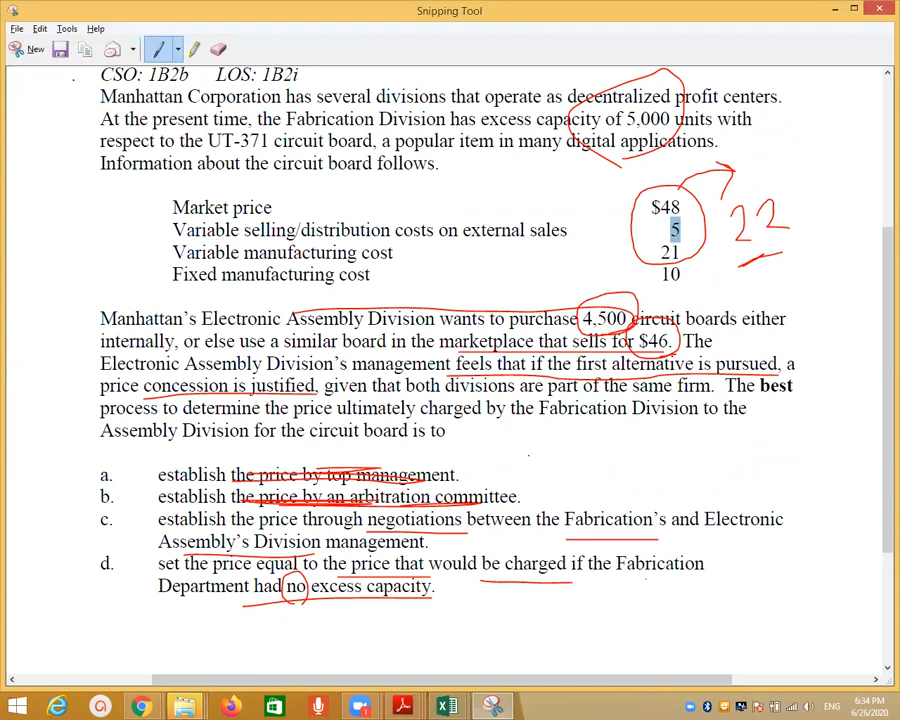 Snipping Tool
File Edit Tools Help
New
. CSO: 1B2b LOS: 1B2i
Manhattan Corporation has several divisions that operate as decentralized profit centers.
At the present time, the Fabrication Division has excess capacity of 5,000 units with
respect to the UT-371 circuit board, a popular item in many digital applications.
Information about the circuit board follows.
Market price $48
Variable selling/distribution costs on external sales 5
Variable manufacturing cost 21
Fixed manufacturing cost 10
22
Manhattan's Electronic Assembly Division wants to purchase 4,500 circuit boards either
internally, or else use a similar board in the marketplace that sells for $46. The
Electronic Assembly Division's management feels that if the first alternative is pursued, a
price concession is justified, given that both divisions are part of the same firm. The best
process to determine the price ultimately charged by the Fabrication Division to the
Assembly Division for the circuit board is to
a. establish the price by top management.
b. establish the price by an arbitration committee.
c. establish the price through negotiations between the Fabrication's and Electronic
Assembly's Division management.
d. set the price equal to the price that would be charged if the Fabrication
Department had no excess capacity.
ENG
6:34 PM
6/26/2020